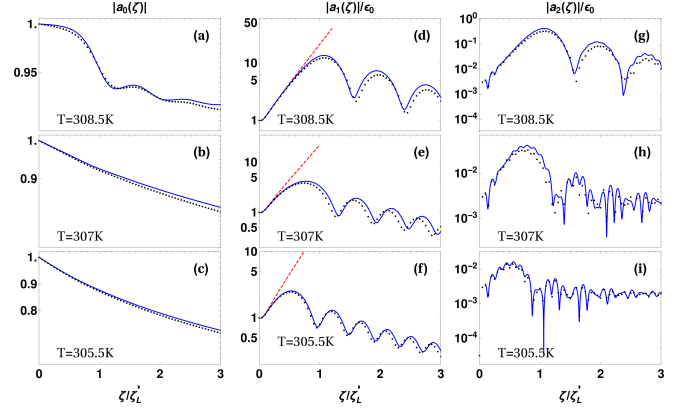 |a₀(ζ)|
|a₁(ζ)|/ϵ₀
|a₂(ζ)|/ϵ₀
1.
0.95
(a)
T=308.5K
50
10
5
1
(d)
T=308.5K
10⁰
10⁻¹
10⁻²
10⁻³
10⁻⁴
(g)
T=308.5K
1.
0.9
(b)
T=307K
10
5
1
0.5
(e)
T=307K
10⁻²
10⁻³
(h)
T=307K
1.
0.9
0.8
(c)
T=305.5K
10
5
1
0.5
(f)
T=305.5K
10⁻²
10⁻³
10⁻⁴
(i)
T=305.5K
0 1 2 3
0 1 2 3
0 1 2 3
ζ/ζ*L
ζ/ζ*L
ζ/ζ*L